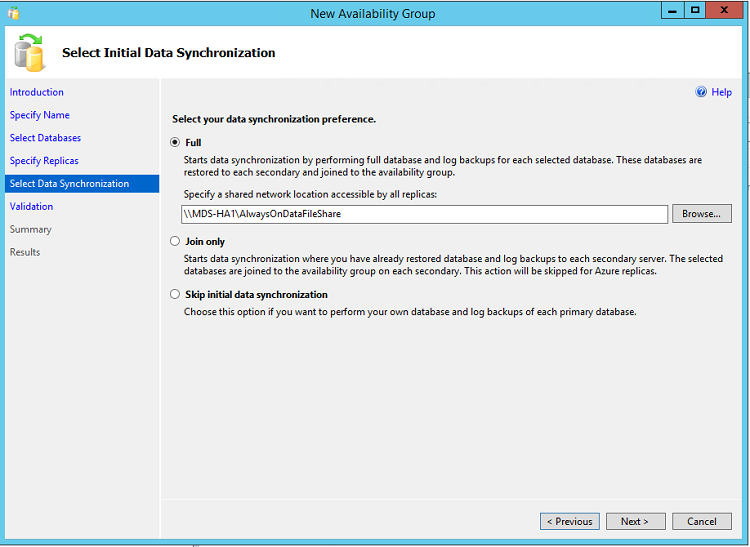 New Availability Group
Select Initial Data Synchronization
Introduction
Specify Name
Select Databases
Specify Replicas
Select Data Synchronization
Validation
Summary
Results
Help
Select your data synchronization preference.
Full
Starts data synchronization by performing full database and log backups for each selected database. These databases are
restored to each secondary and joined to the availability group.
Specify a shared network location accessible by all replicas:
\\MDS-HA1\AlwaysOnDataFileShare
Browse...
Join only
Starts data synchronization where you have already restored database and log backups to each secondary server. The selected
databases are joined to the availability group on each secondary. This action will be skipped for Azure replicas.
Skip initial data synchronization
Choose this option if you want to perform your own database and log backups of each primary database.
< Previous
Next >
Cancel